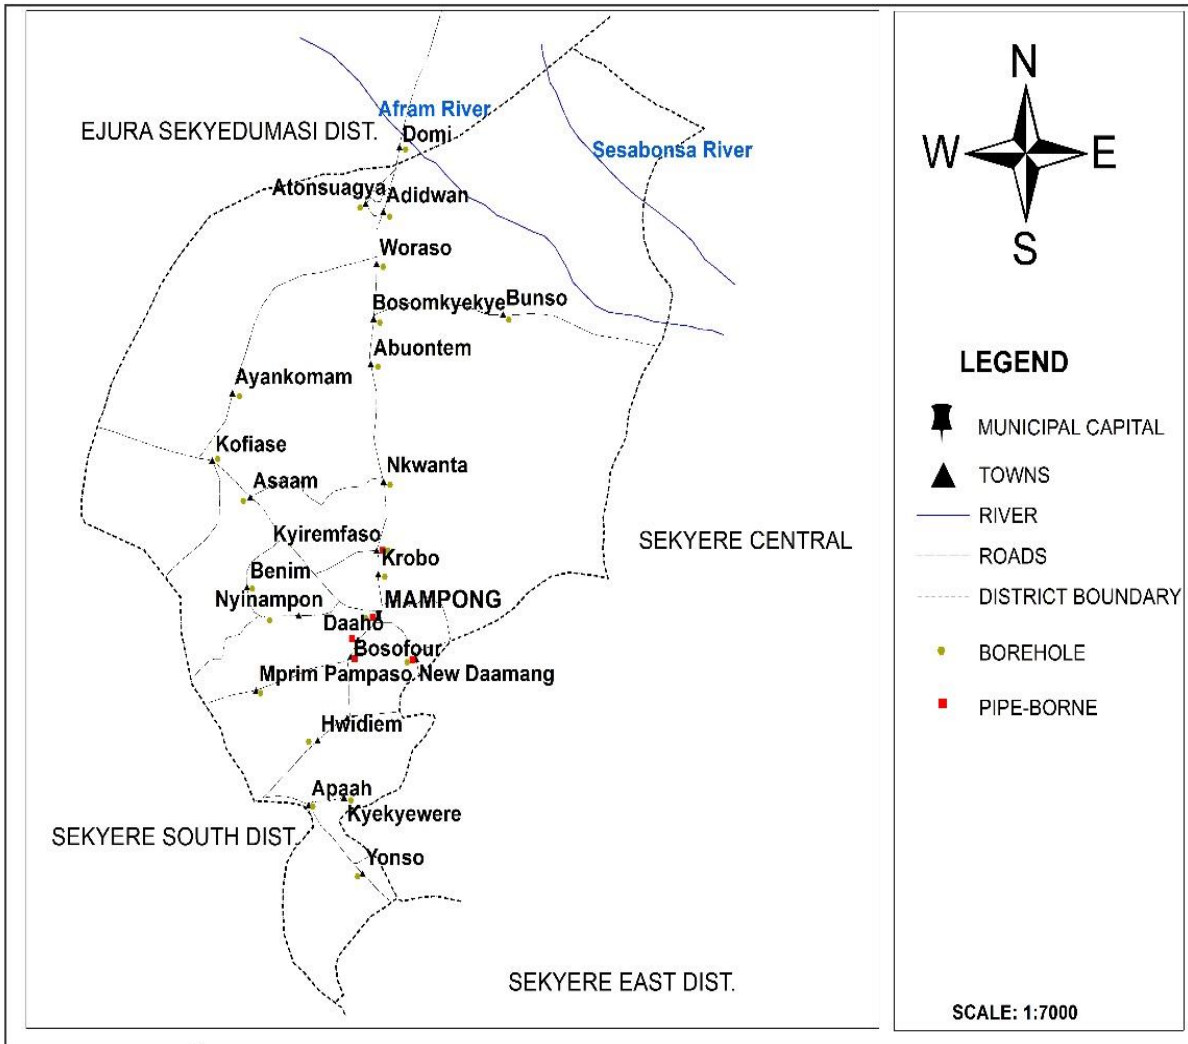 Afram River
EJURA SEKYEDUMASI DIST.
Domi
Sesabonsa River
Atonsuagya
Adidwan
Woraso
Bosomkyekye
Bunso
Abuontem
Ayankomam
Kofiase
Nkwanta
Asaam
Kyiremfaso
SEKYERE CENTRAL
Krobo
Benim
Nyinampon
MAMPONG
Daaho
Bosofour
Mprim Pampaso
New Daamang
Hwidiem
Apaah
Kyekyewere
SEKYERE SOUTH DIST.
Yonso
SEKYERE EAST DIST.
N
W
E
S
LEGEND
MUNICIPAL CAPITAL
TOWNS
RIVER
ROADS
DISTRICT BOUNDARY
BOREHOLE
PIPE-BORNE
SCALE: 1:7000